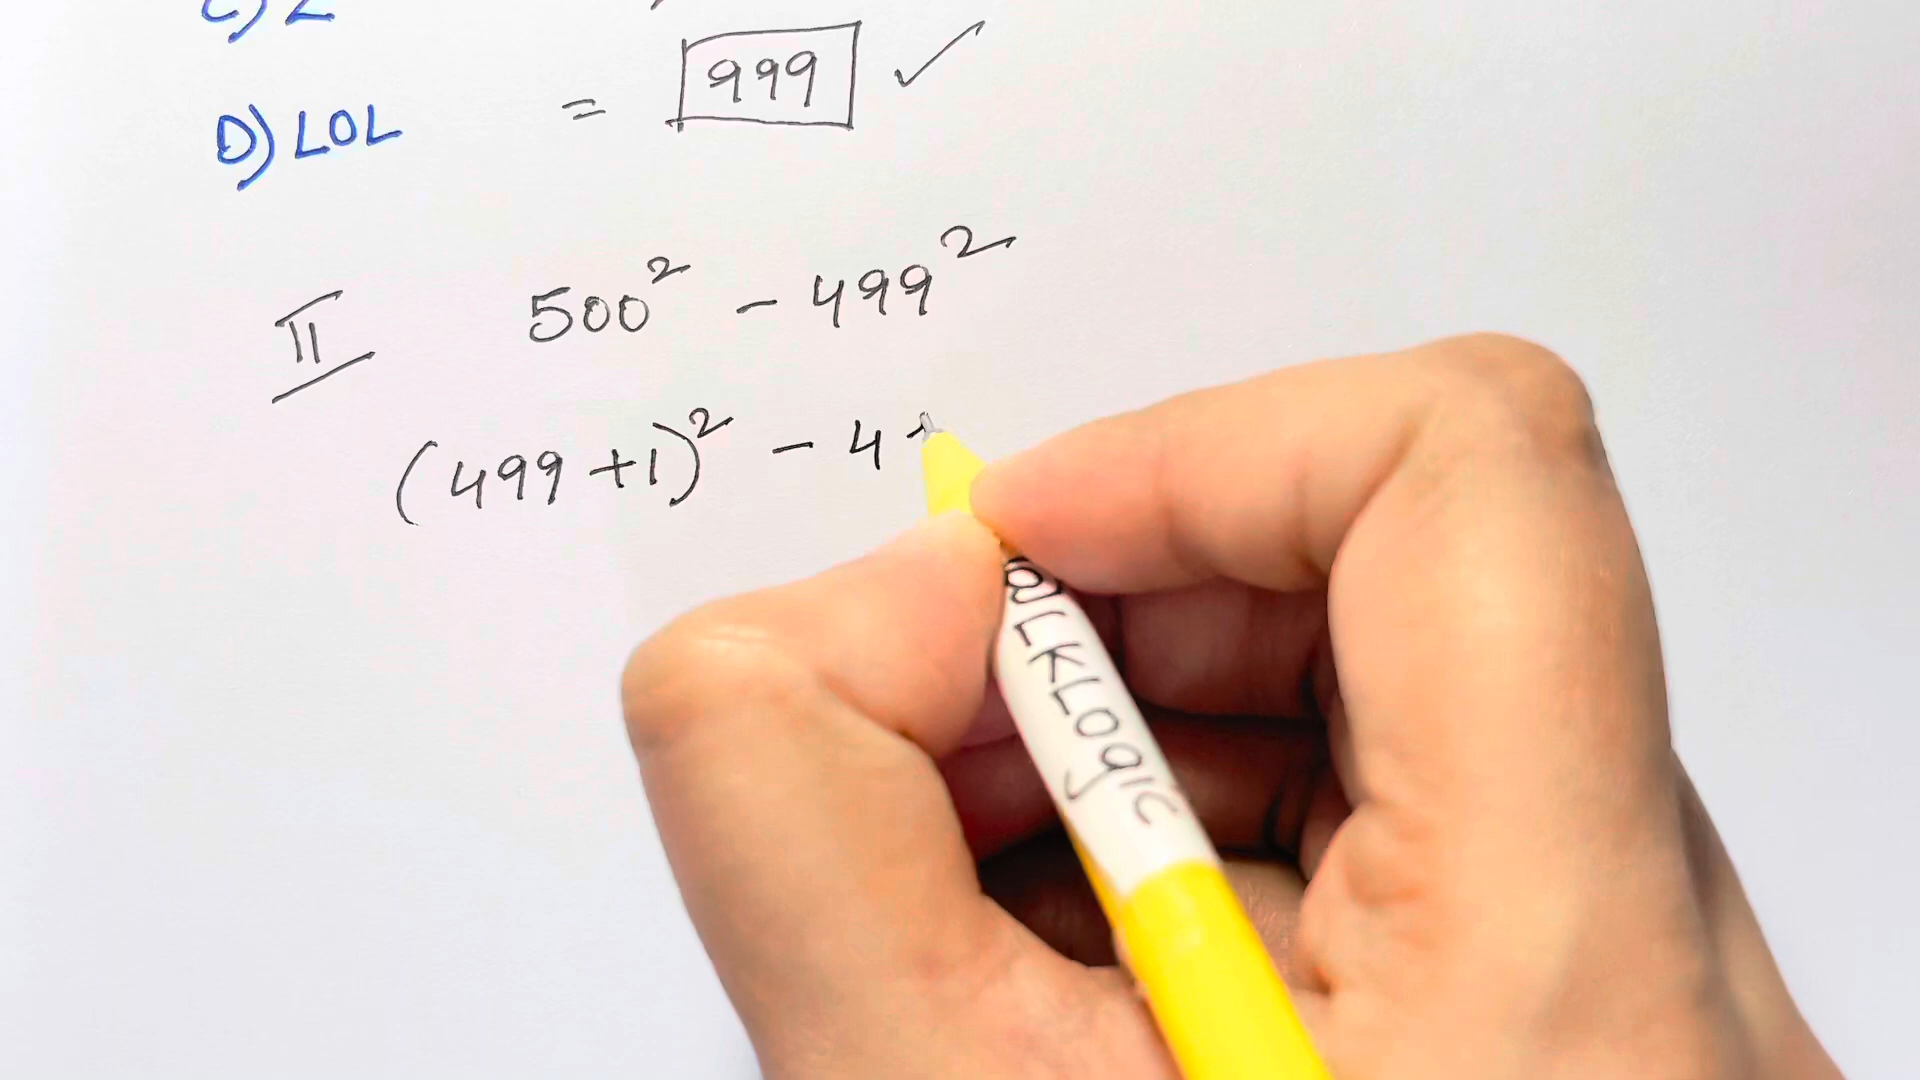 = 999 ✓
D) LOL
II 500² - 499²
(499 + 1)² - 4
@LKLogic